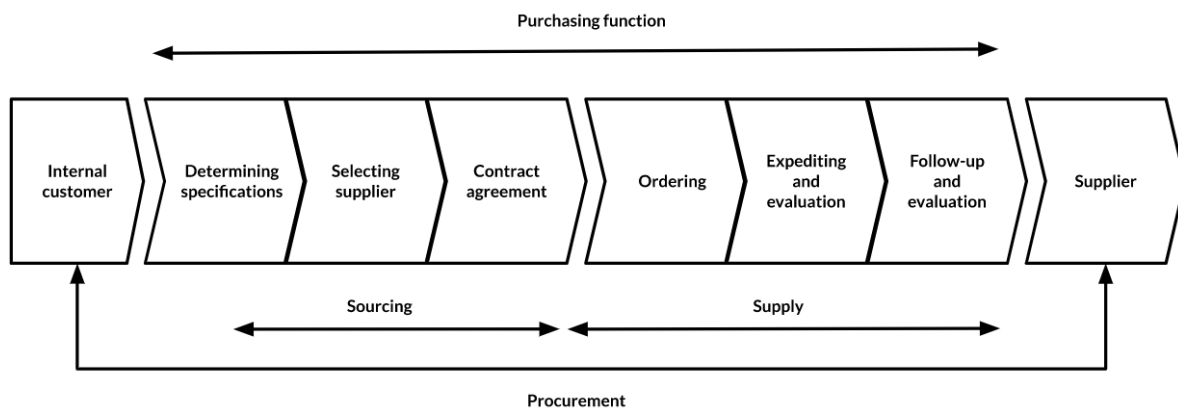 Purchasing function
Internal
customer
Determining
specifications
Selecting
supplier
Contract
agreement
Ordering
Expediting
and
evaluation
Follow-up
and
evaluation
Supplier
Sourcing
Supply
Procurement